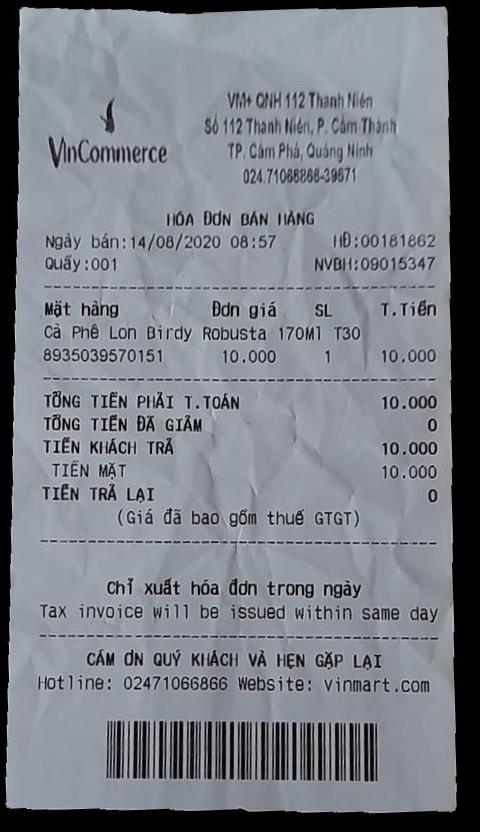 VinCommerce
VM+ QNH 112 Thanh Niên
Số 112 Thanh Niên, P. Cẩm Thành
TP. Cẩm Phả, Quảng Ninh
024.71066866-39671
HÓA ĐƠN BÁN HÀNG
Ngày bán:14/08/2020 08:57 HĐ:00181862
Quầy:001 NVBH:09015347
Mặt hàng Đơn giá SL T.Tiền
Cà Phê Lon Birdy Robusta 170Ml T30
8935039570151 10.000 1 10.000
TỔNG TIỀN PHẢI T.TOÁN 10.000
TỔNG TIỀN ĐÃ GIẢM 0
TIỀN KHÁCH TRẢ 10.000
TIỀN MẶT 10.000
TIỀN TRẢ LẠI 0
(Giá đã bao gồm thuế GTGT)
Chỉ xuất hóa đơn trong ngày
Tax invoice will be issued within same day
CẢM ƠN QUÝ KHÁCH VÀ HẸN GẶP LẠI
Hotline: 02471066866 Website: vinmart.com